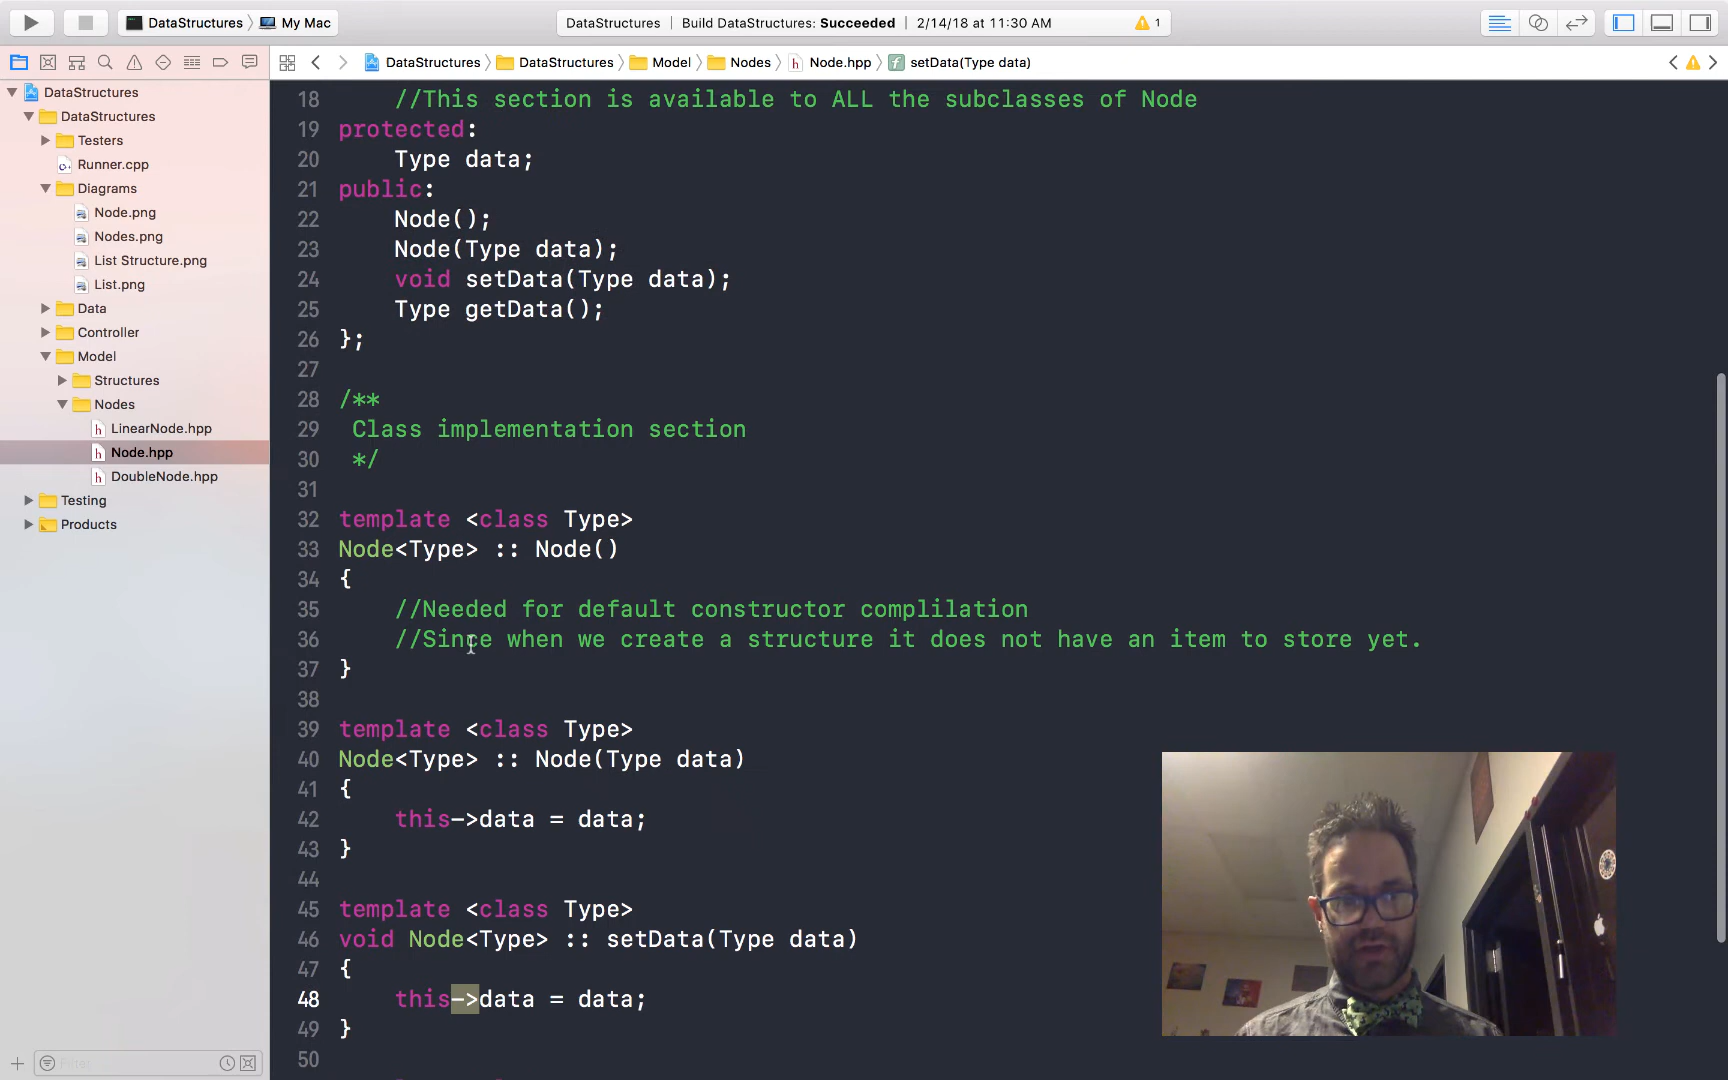 DataStructures 〉 My Mac
DataStructures | Build DataStructures: Succeeded | 2/14/18 at 11:30 AM
1
DataStructures 〉 DataStructures 〉 Model 〉 Nodes 〉 h Node.hpp 〉 f setData(Type data)
DataStructures
DataStructures
Testers
Runner.cpp
Diagrams
Node.png
Nodes.png
List Structure.png
List.png
Data
Controller
Model
Structures
Nodes
h LinearNode.hpp
h Node.hpp
h DoubleNode.hpp
Testing
Products
Filter
18 //This section is available to ALL the subclasses of Node
19 protected:
20 Type data;
21 public:
22 Node();
23 Node(Type data);
24 void setData(Type data);
25 Type getData();
26 };
27
28 /**
29 Class implementation section
30 */
31
32 template <class Type>
33 Node<Type> :: Node()
34 {
35 //Needed for default constructor complilation
36 //Since when we create a structure it does not have an item to store yet.
37 }
38
39 template <class Type>
40 Node<Type> :: Node(Type data)
41 {
42 this->data = data;
43 }
44
45 template <class Type>
46 void Node<Type> :: setData(Type data)
47 {
48 this->data = data;
49 }
50